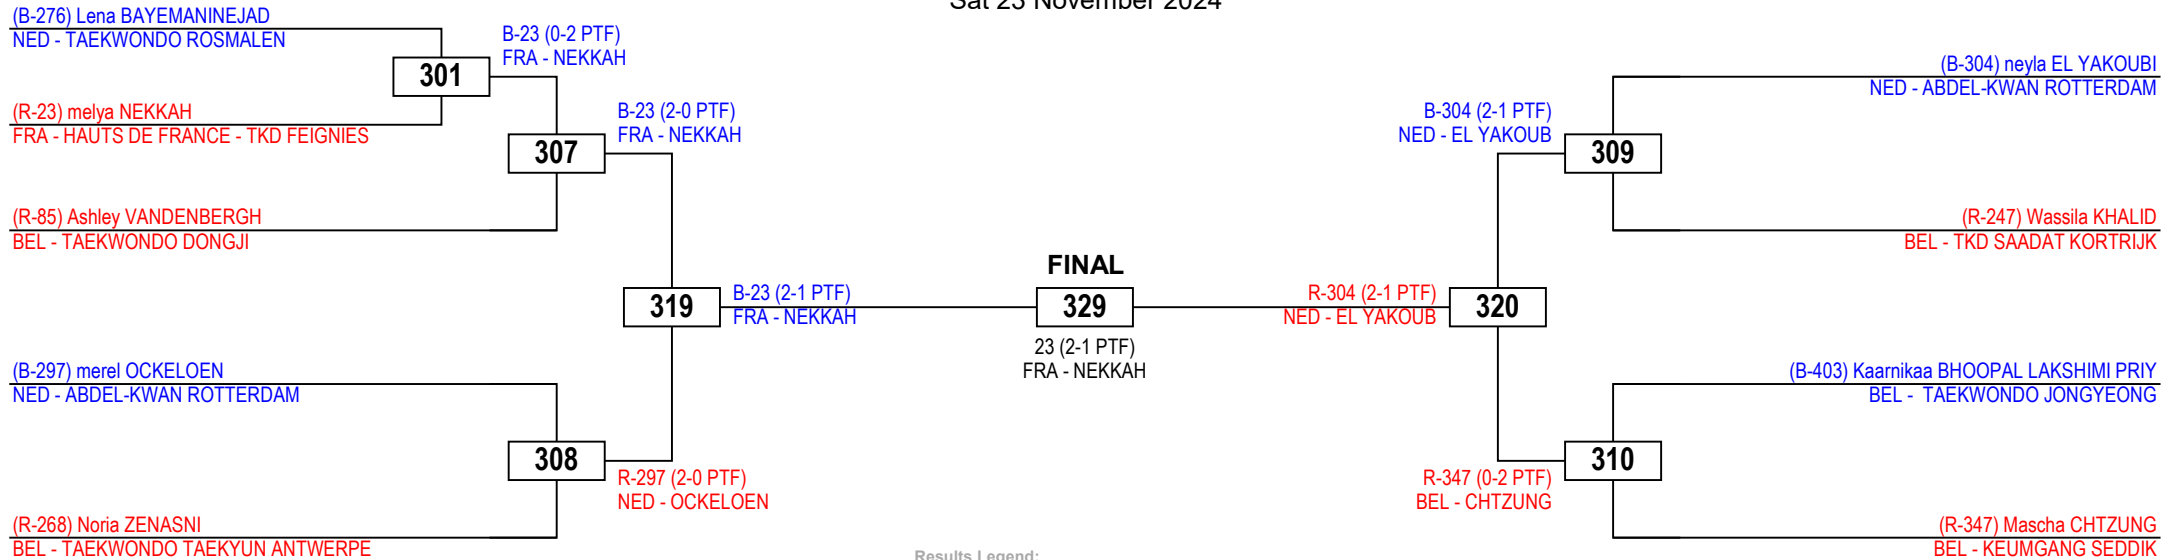 Sat 23 November 2024
(B-276) Lena BAYEMANINEJAD
NED - TAEKWONDO ROSMALEN
301
B-23 (0-2 PTF)
FRA - NEKKAH
(R-23) melya NEKKAH
FRA - HAUTS DE FRANCE - TKD FEIGNIES
307
B-23 (2-0 PTF)
FRA - NEKKAH
(R-85) Ashley VANDENBERGH
BEL - TAEKWONDO DONGJI
319
B-23 (2-1 PTF)
FRA - NEKKAH
(B-297) merel OCKELOEN
NED - ABDEL-KWAN ROTTERDAM
308
R-297 (2-0 PTF)
NED - OCKELOEN
(R-268) Noria ZENASNI
BEL - TAEKWONDO TAEKYUN ANTWERPE
FINAL
329
23 (2-1 PTF)
FRA - NEKKAH
(B-304) neyla EL YAKOUBI
NED - ABDEL-KWAN ROTTERDAM
B-304 (2-1 PTF)
NED - EL YAKOUB
309
(R-247) Wassila KHALID
BEL - TKD SAADAT KORTRIJK
R-304 (2-1 PTF)
NED - EL YAKOUB
320
(B-403) Kaarnikaa BHOOPAL LAKSHIMI PRIY
BEL -  TAEKWONDO JONGYEONG
310
R-347 (0-2 PTF)
BEL - CHTZUNG
(R-347) Mascha CHTZUNG
BEL - KEUMGANG SEDDIK
Results Legend: